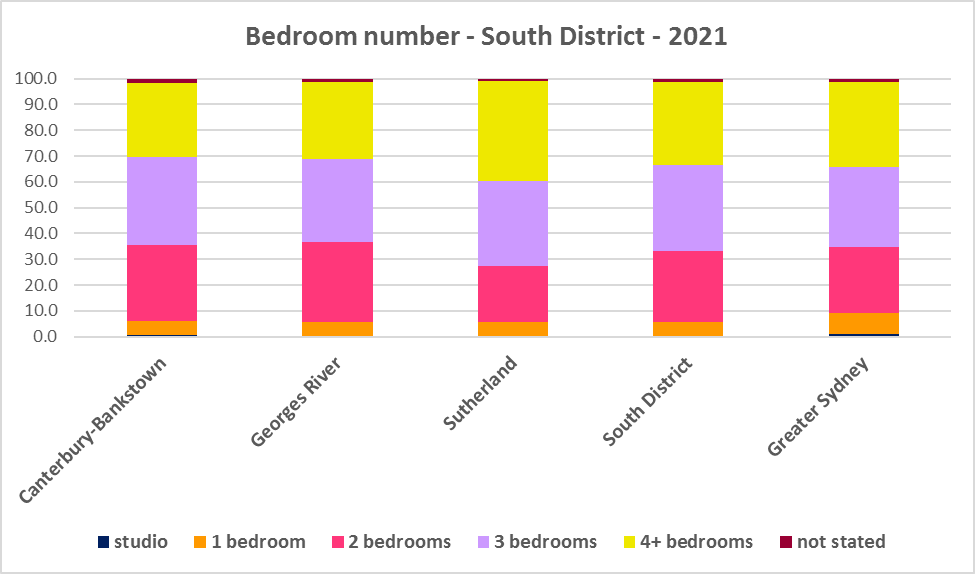 Bedroom number - South District - 2021
100.0
90.0
80.0
70.0
60.0
50.0
40.0
30.0
20.0
10.0
0.0
Canterbury-Bankstown
Georges River
Sutherland
South District
Greater Sydney
studio
1 bedroom
2 bedrooms
3 bedrooms
4+ bedrooms
not stated